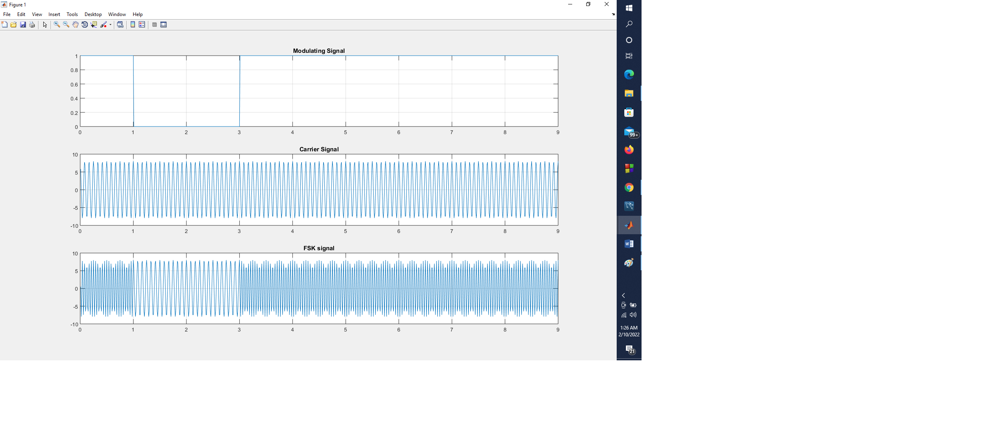 Figure 1
File Edit View Insert Tools Desktop Window Help
Modulating Signal
1
0.8
0.6
0.4
0.2
0
0 1 2 3 4 5 6 7 8 9
Carrier Signal
10
5
0
-5
-10
0 1 2 3 4 5 6 7 8 9
FSK signal
10
5
0
-5
-10
0 1 2 3 4 5 6 7 8 9
99+
W
1:26 AM
2/10/2022
21